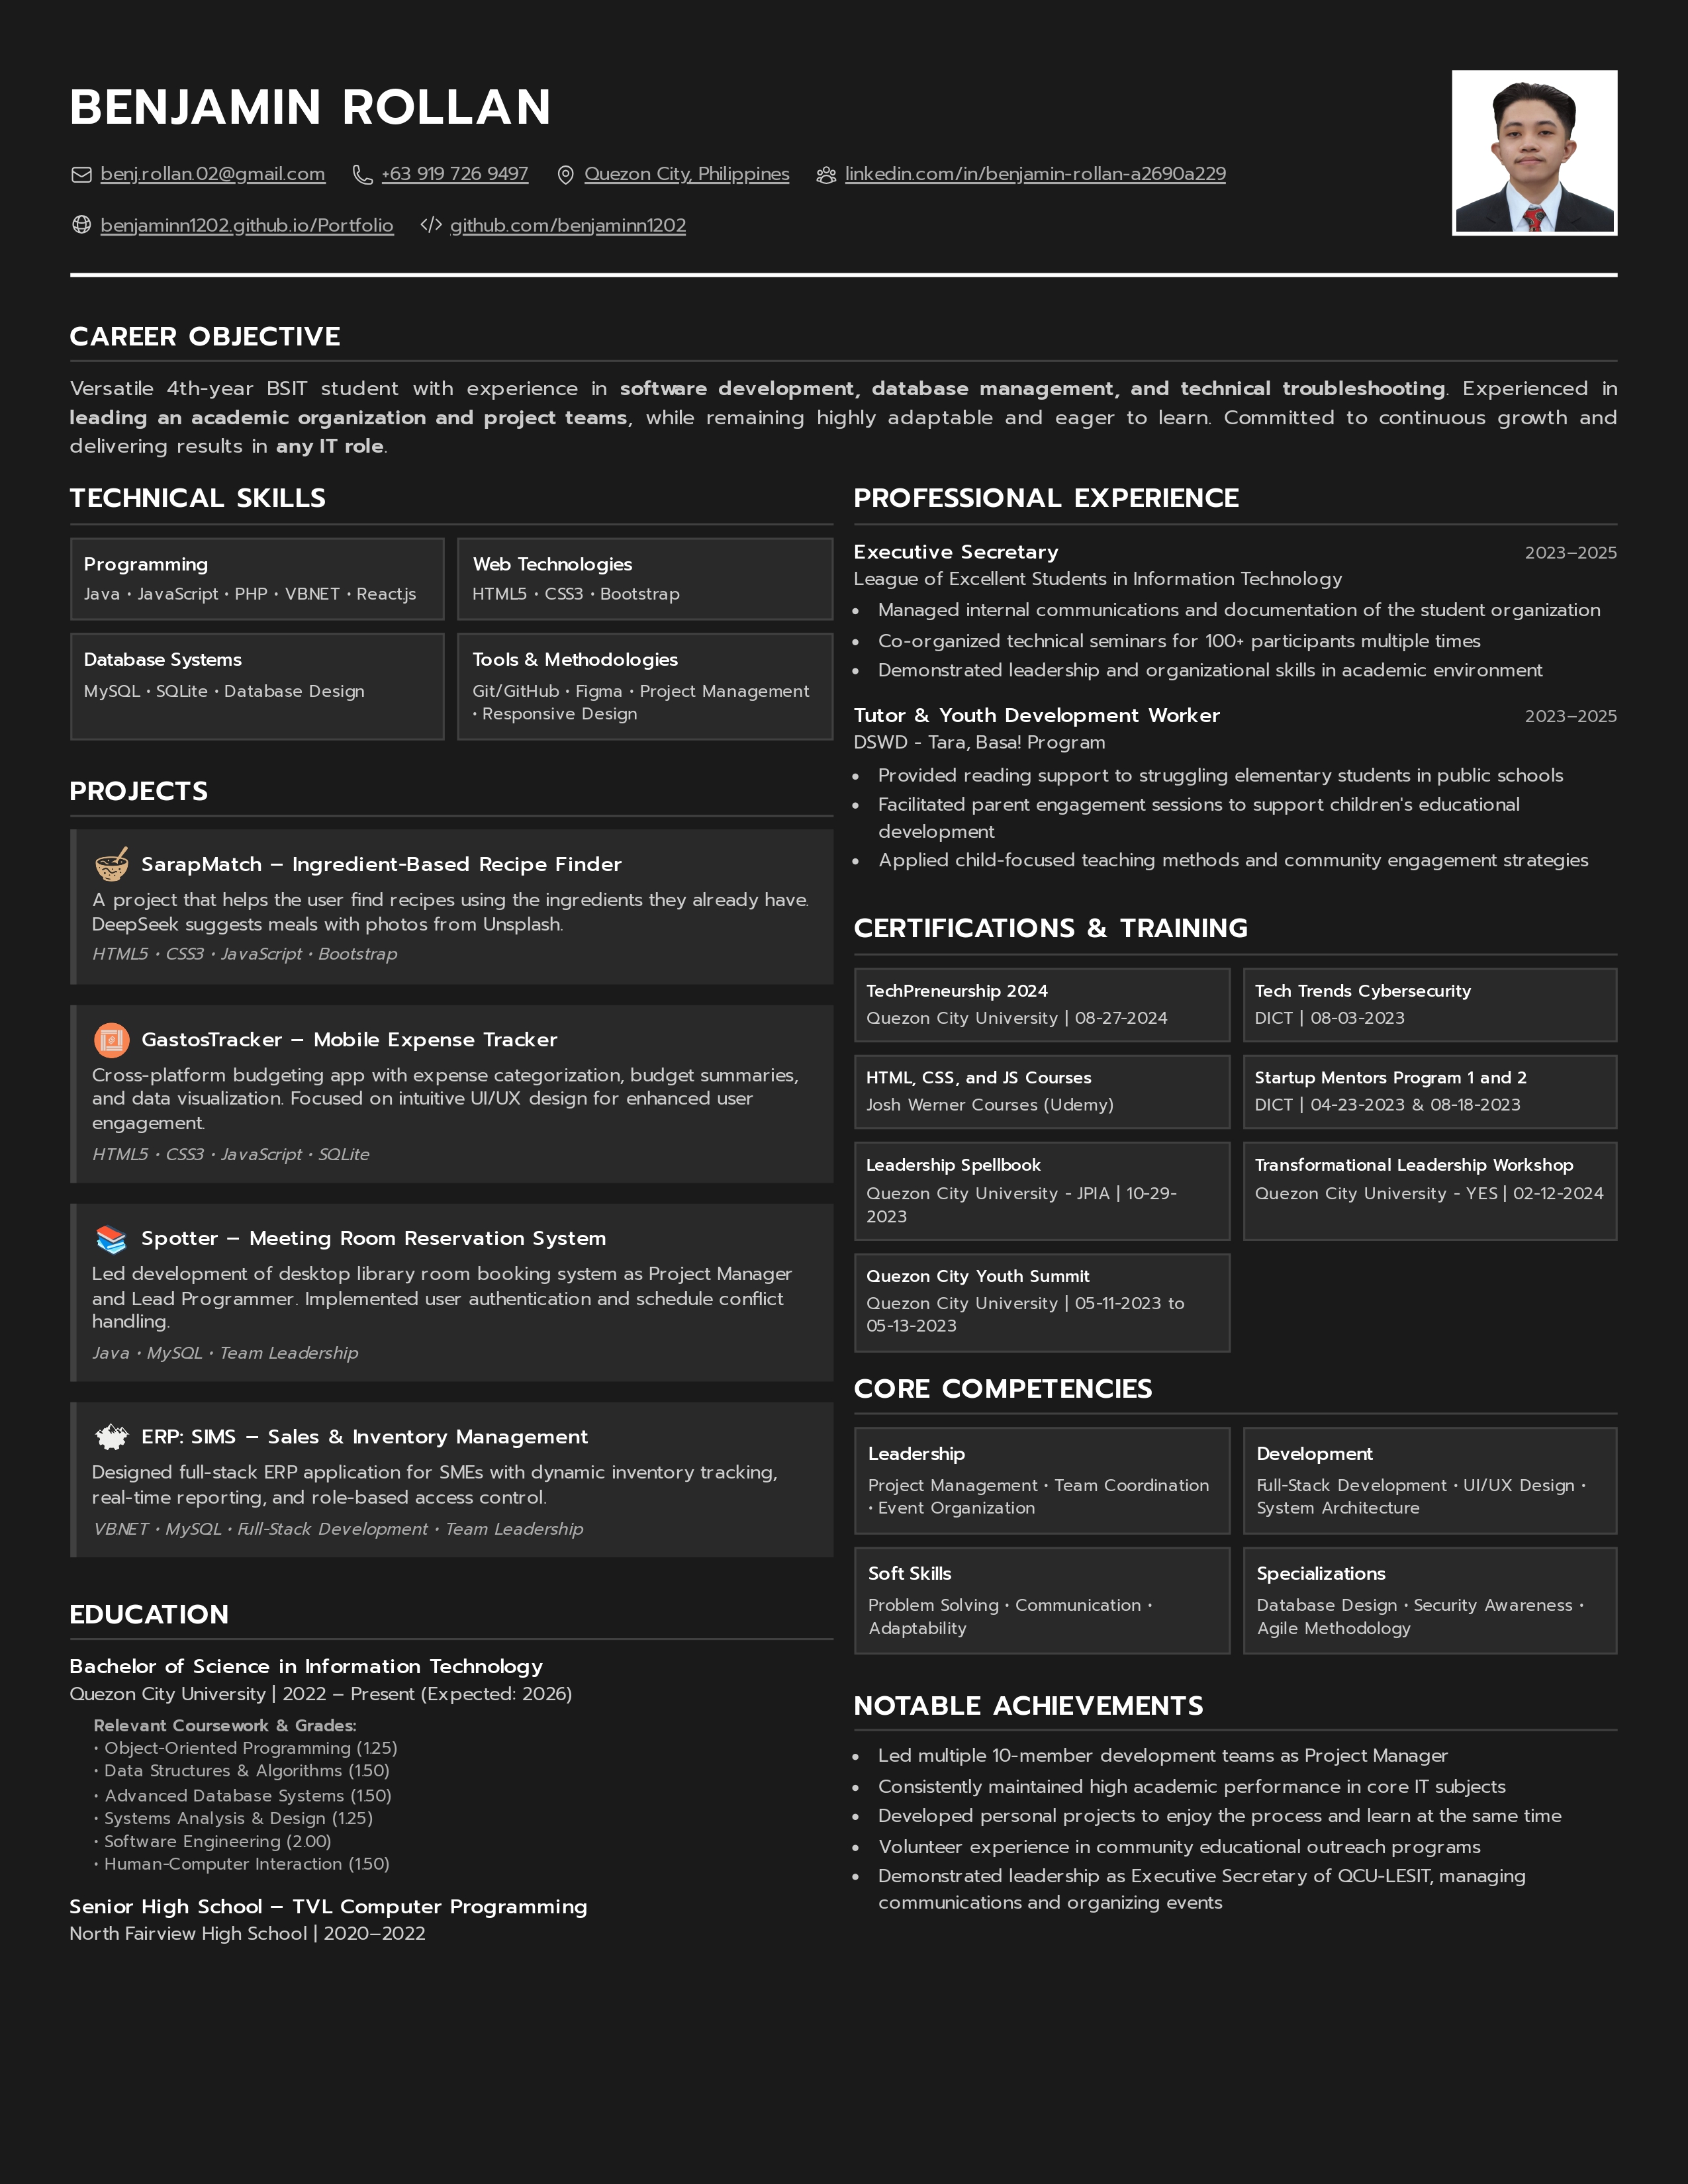 BENJAMIN ROLLAN
benj.rollan.02@gmail.com +63 919 726 9497 Quezon City, Philippines linkedin.com/in/benjamin-rollan-a2690a229
benjaminn1202.github.io/Portfolio github.com/benjaminn1202
CAREER OBJECTIVE
Versatile 4th-year BSIT student with experience in software development, database management, and technical troubleshooting. Experienced in
leading an academic organization and project teams, while remaining highly adaptable and eager to learn. Committed to continuous growth and
delivering results in any IT role.
TECHNICAL SKILLS
Programming
Java • JavaScript • PHP • VB.NET • React.js
Web Technologies
HTML5 • CSS3 • Bootstrap
Database Systems
MySQL • SQLite • Database Design
Tools & Methodologies
Git/GitHub • Figma • Project Management
• Responsive Design
PROJECTS
SarapMatch – Ingredient-Based Recipe Finder
A project that helps the user find recipes using the ingredients they already have.
DeepSeek suggests meals with photos from Unsplash.
HTML5 • CSS3 • JavaScript • Bootstrap
GastosTracker – Mobile Expense Tracker
Cross-platform budgeting app with expense categorization, budget summaries,
and data visualization. Focused on intuitive UI/UX design for enhanced user
engagement.
HTML5 • CSS3 • JavaScript • SQLite
Spotter – Meeting Room Reservation System
Led development of desktop library room booking system as Project Manager
and Lead Programmer. Implemented user authentication and schedule conflict
handling.
Java • MySQL • Team Leadership
ERP: SIMS – Sales & Inventory Management
Designed full-stack ERP application for SMEs with dynamic inventory tracking,
real-time reporting, and role-based access control.
VB.NET • MySQL • Full-Stack Development • Team Leadership
EDUCATION
Bachelor of Science in Information Technology
Quezon City University | 2022 – Present (Expected: 2026)
Relevant Coursework & Grades:
• Object-Oriented Programming (1.25)
• Data Structures & Algorithms (1.50)
• Advanced Database Systems (1.50)
• Systems Analysis & Design (1.25)
• Software Engineering (2.00)
• Human-Computer Interaction (1.50)
Senior High School – TVL Computer Programming
North Fairview High School | 2020–2022
PROFESSIONAL EXPERIENCE
Executive Secretary 2023–2025
League of Excellent Students in Information Technology
• Managed internal communications and documentation of the student organization
• Co-organized technical seminars for 100+ participants multiple times
• Demonstrated leadership and organizational skills in academic environment
Tutor & Youth Development Worker 2023–2025
DSWD - Tara, Basa! Program
• Provided reading support to struggling elementary students in public schools
• Facilitated parent engagement sessions to support children's educational
development
• Applied child-focused teaching methods and community engagement strategies
CERTIFICATIONS & TRAINING
TechPreneurship 2024
Quezon City University | 08-27-2024
Tech Trends Cybersecurity
DICT | 08-03-2023
HTML, CSS, and JS Courses
Josh Werner Courses (Udemy)
Startup Mentors Program 1 and 2
DICT | 04-23-2023 & 08-18-2023
Leadership Spellbook
Quezon City University - JPIA | 10-29-
2023
Transformational Leadership Workshop
Quezon City University - YES | 02-12-2024
Quezon City Youth Summit
Quezon City University | 05-11-2023 to
05-13-2023
CORE COMPETENCIES
Leadership
Project Management • Team Coordination
• Event Organization
Development
Full-Stack Development • UI/UX Design •
System Architecture
Soft Skills
Problem Solving • Communication •
Adaptability
Specializations
Database Design • Security Awareness •
Agile Methodology
NOTABLE ACHIEVEMENTS
• Led multiple 10-member development teams as Project Manager
• Consistently maintained high academic performance in core IT subjects
• Developed personal projects to enjoy the process and learn at the same time
• Volunteer experience in community educational outreach programs
• Demonstrated leadership as Executive Secretary of QCU-LESIT, managing
communications and organizing events